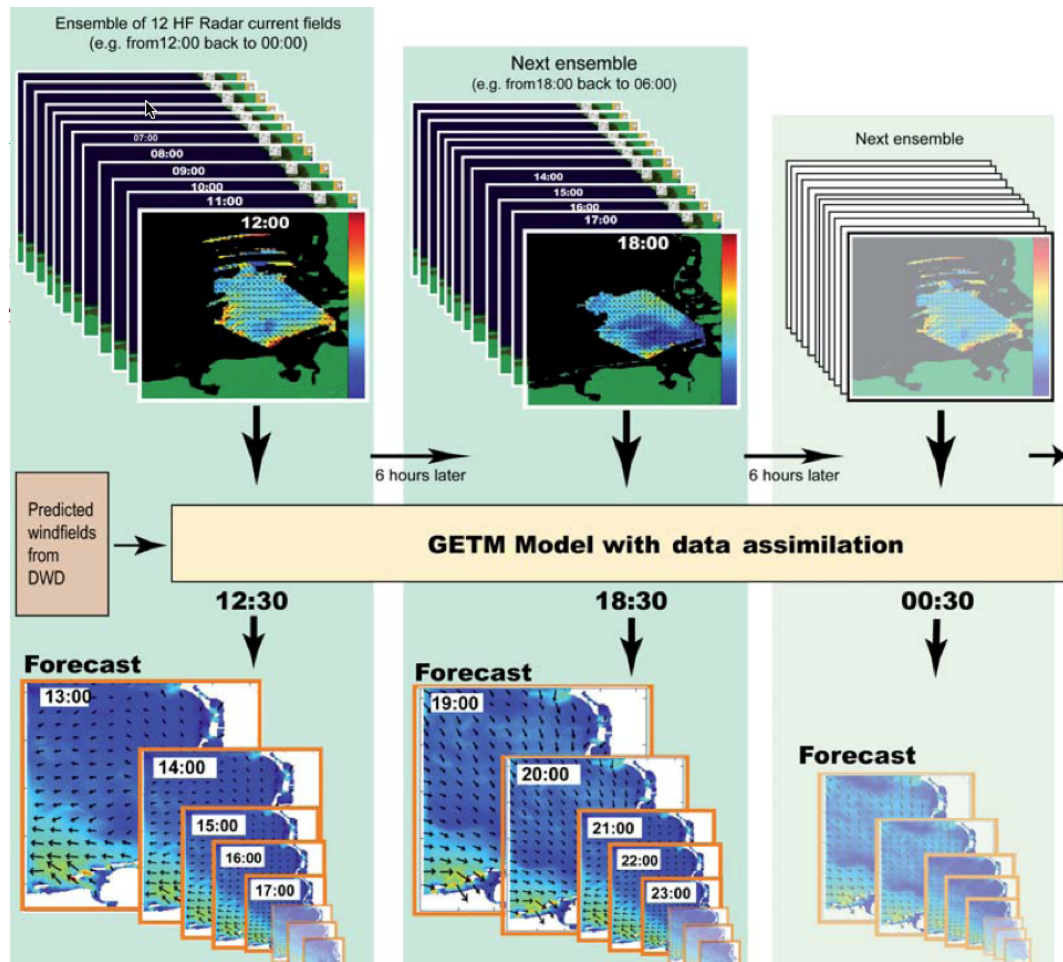 Ensemble of 12 HF Radar current fields
(e.g. from12:00 back to 00:00)
07:00
08:00
09:00
10:00
11:00
12:00
Next ensemble
(e.g. from18:00 back to 06:00)
14:00
15:00
16:00
17:00
18:00
Next ensemble
6 hours later
6 hours later
Predicted
windfields
from
DWD
GETM Model with data assimilation
12:30
18:30
00:30
Forecast
13:00
14:00
15:00
16:00
17:00
Forecast
19:00
20:00
21:00
22:00
23:00
Forecast